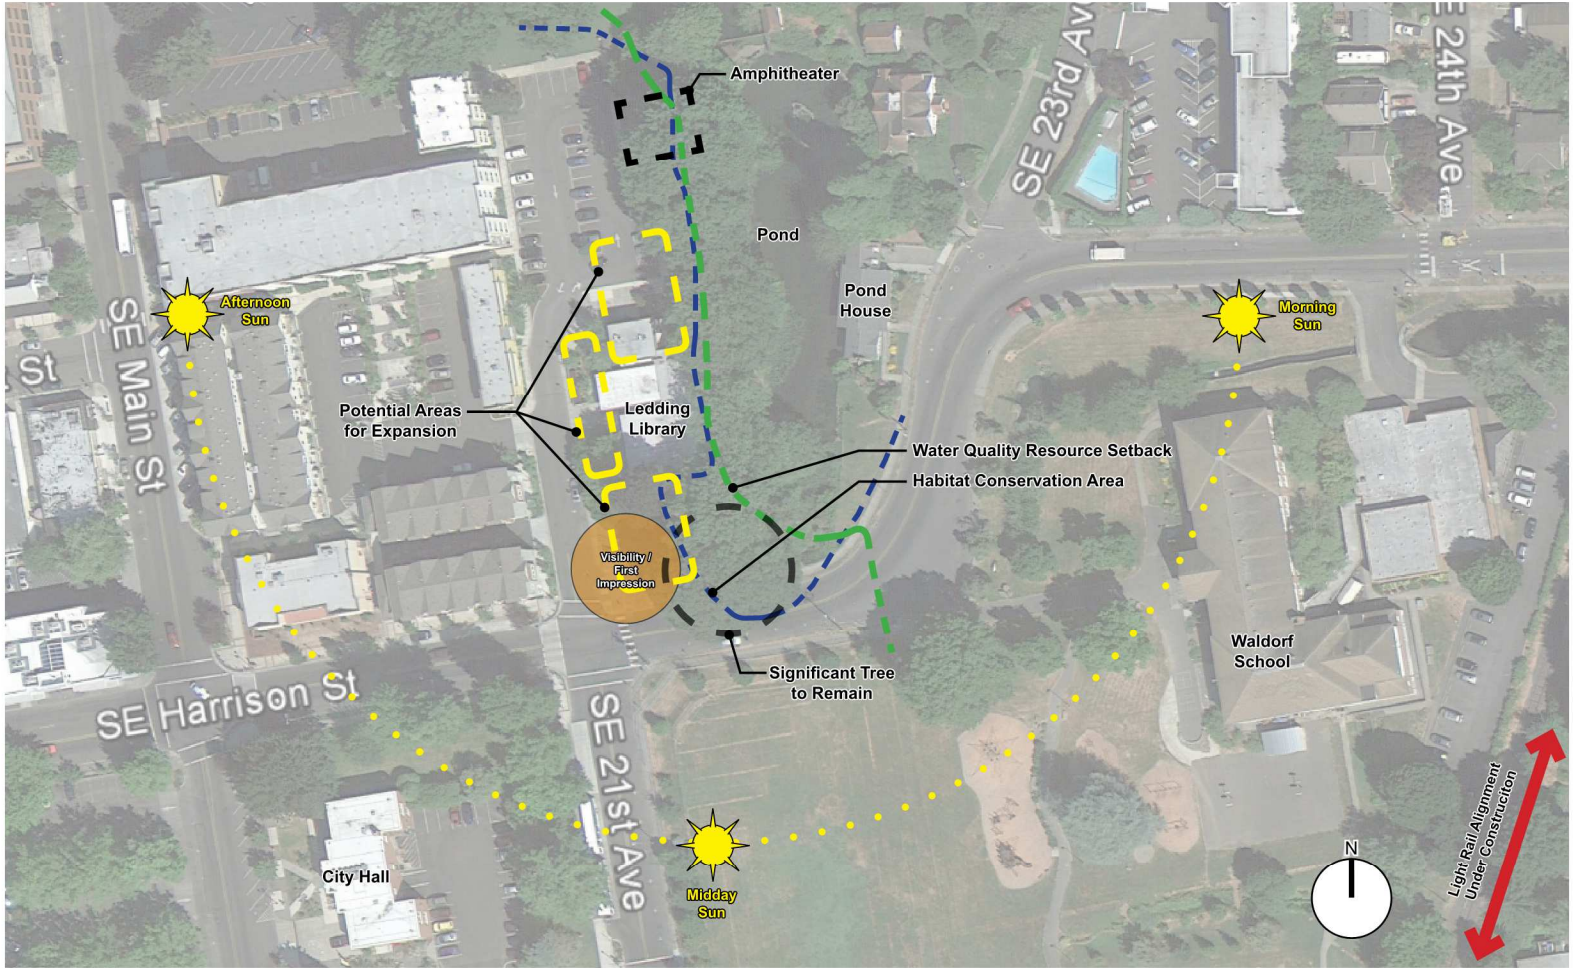 Amphitheater
SE 23rd Av
E 24th Ave
Pond
Pond
House
Afternoon
Sun
Morning
Sun
SE Main St
St
Potential Areas
for Expansion
Ledding
Library
Water Quality Resource Setback
Habitat Conservation Area
Visibility /
First
Impression
Waldorf
School
Significant Tree
to Remain
SE Harrison St
SE 21st Ave
Midday
Sun
City Hall
N
Light Rail Alignment
Under Construciton